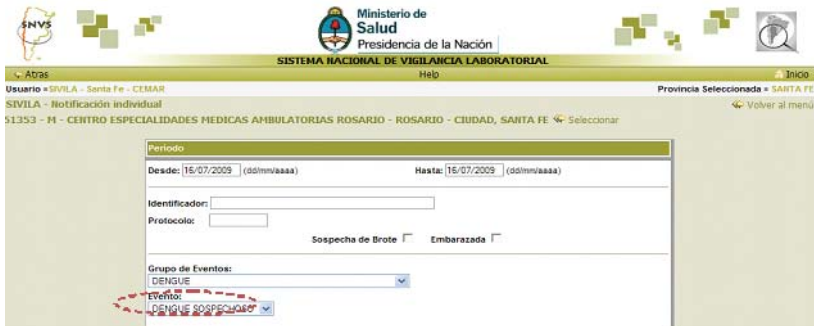 SNVS
Ministerio de
Salud
Presidencia de la Nación
SISTEMA NACIONAL DE VIGILANCIA LABORATORIAL
Atras Help Inicio
Usuario =SIVILA - Santa Fe - CEMAR Provincia Seleccionada = SANTA FE
SIVILA - Notificación individual Volver al menú
51353 - M - CENTRO ESPECIALIDADES MEDICAS AMBULATORIAS ROSARIO - ROSARIO - CIUDAD, SANTA FE Seleccionar
Periodo
Desde: 16/07/2009 (dd/mm/aaaa) Hasta: 16/07/2009 (dd/mm/aaaa)
Identificador:
Protocolo:
Sospecha de Brote Embarazada
Grupo de Eventos:
DENGUE
Evento:
DENGUE SOSPECHOSO